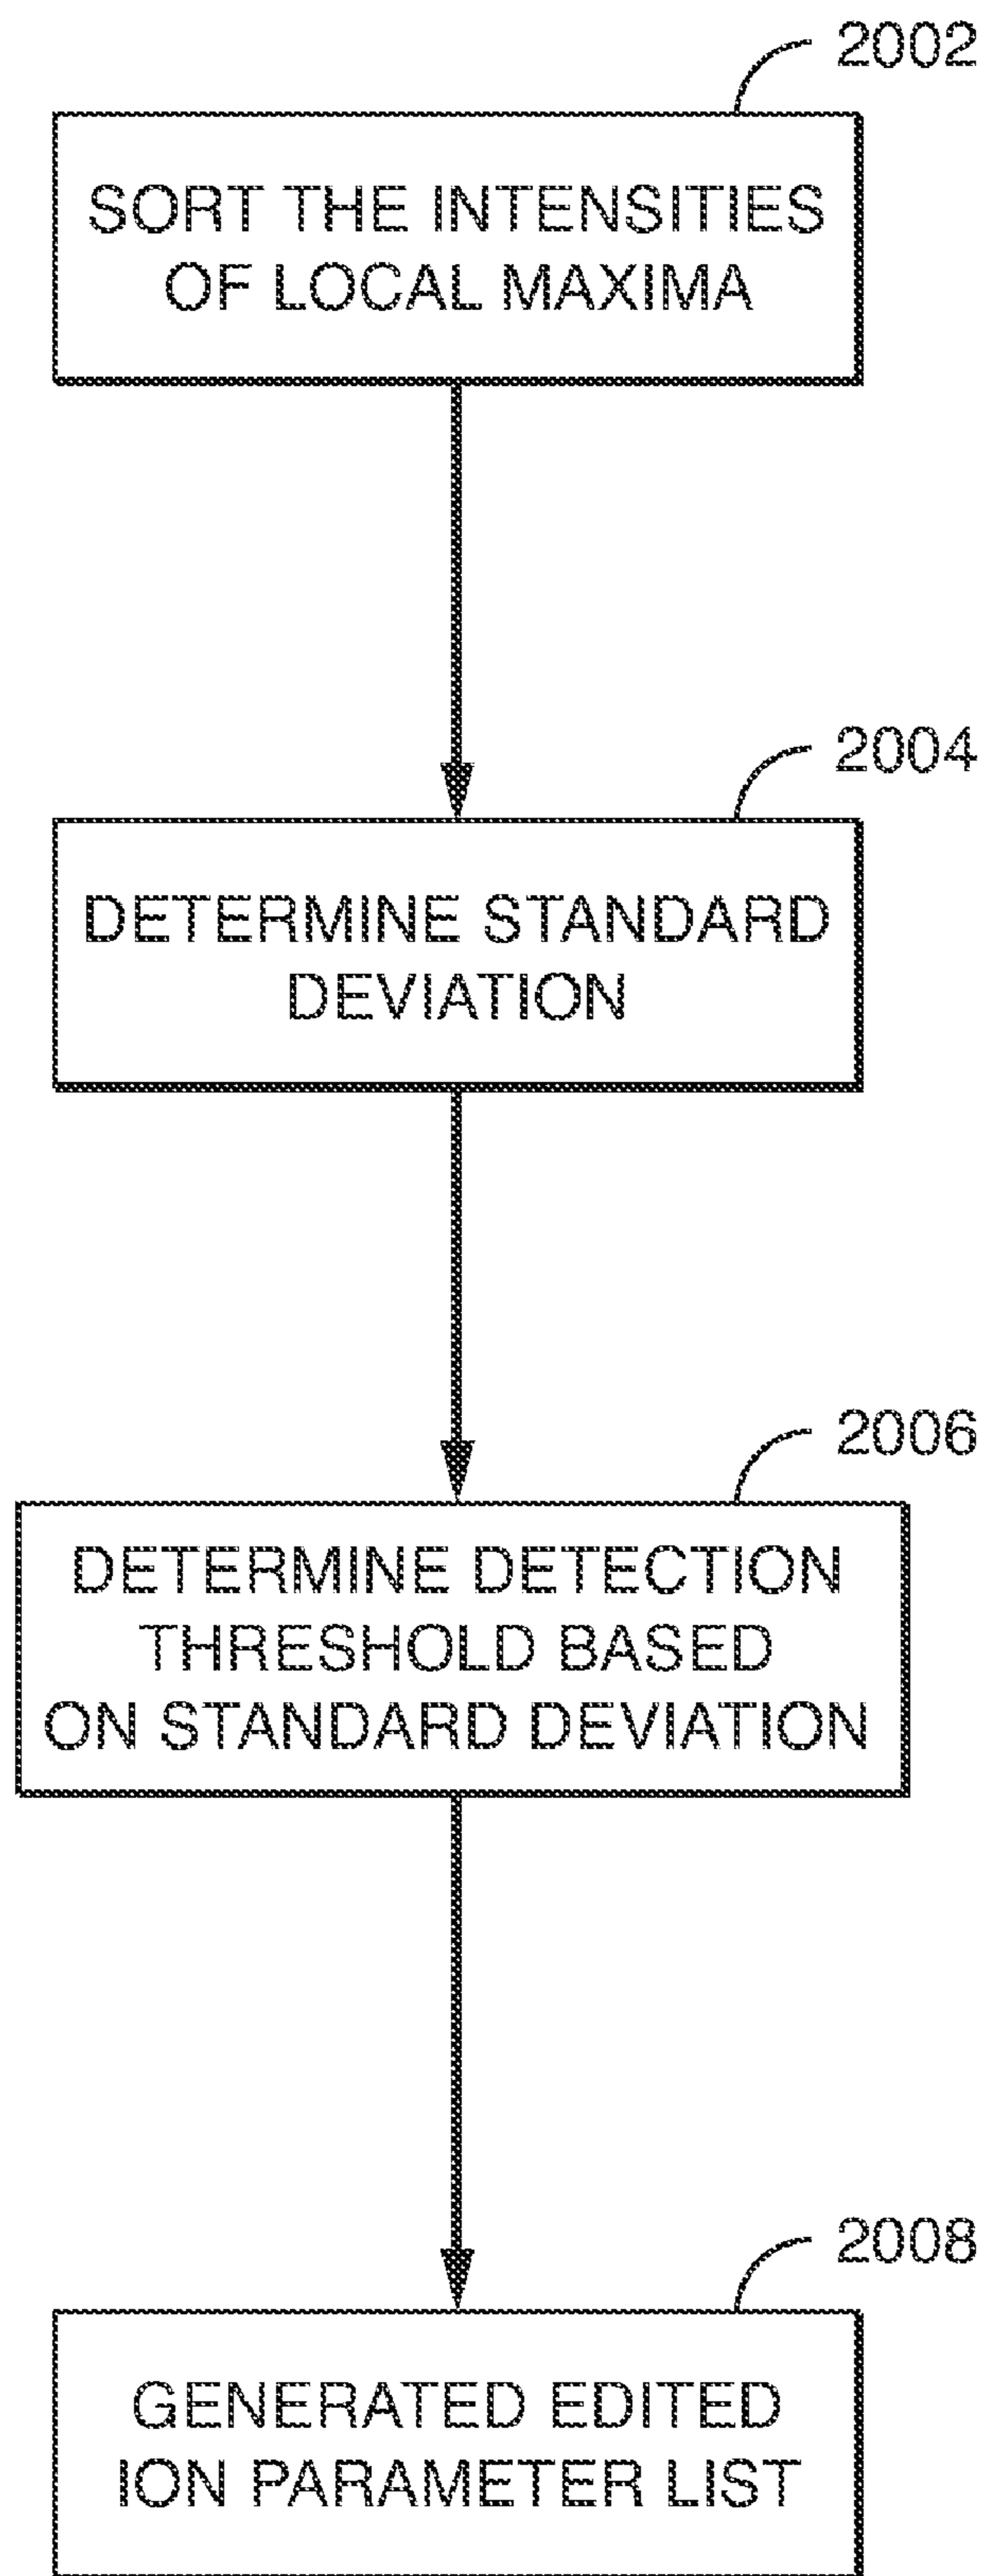 2002
SORT THE INTENSITIES
OF LOCAL MAXIMA
2004
DETERMINE STANDARD
DEVIATION
2006
DETERMINE DETECTION
THRESHOLD BASED
ON STANDARD DEVIATION
2008
GENERATED EDITED
ION PARAMETER LIST